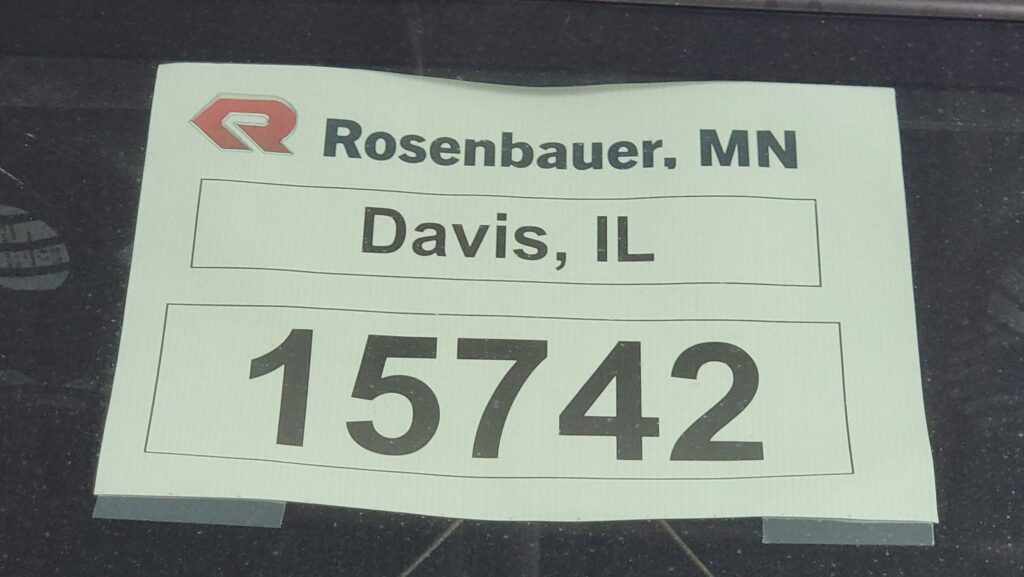 Rosenbauer. MN
Davis, IL
15742